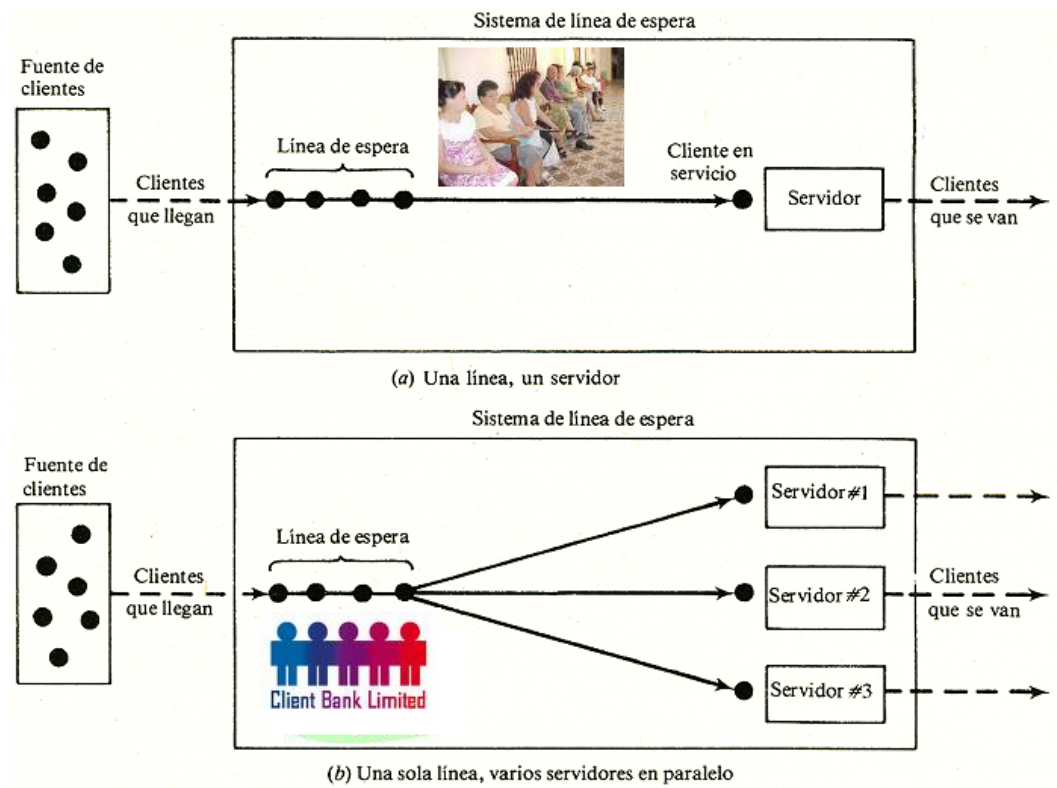 Sistema de línea de espera
Fuente de
clientes
Línea de espera
Cliente en
servicio
Clientes
que llegan
Servidor
Clientes
que se van
(a) Una línea, un servidor
Sistema de línea de espera
Fuente de
clientes
Línea de espera
Servidor #1
Clientes
que llegan
Servidor #2
Clientes
que se van
Client Bank Limited
Servidor #3
(b) Una sola línea, varios servidores en paralelo